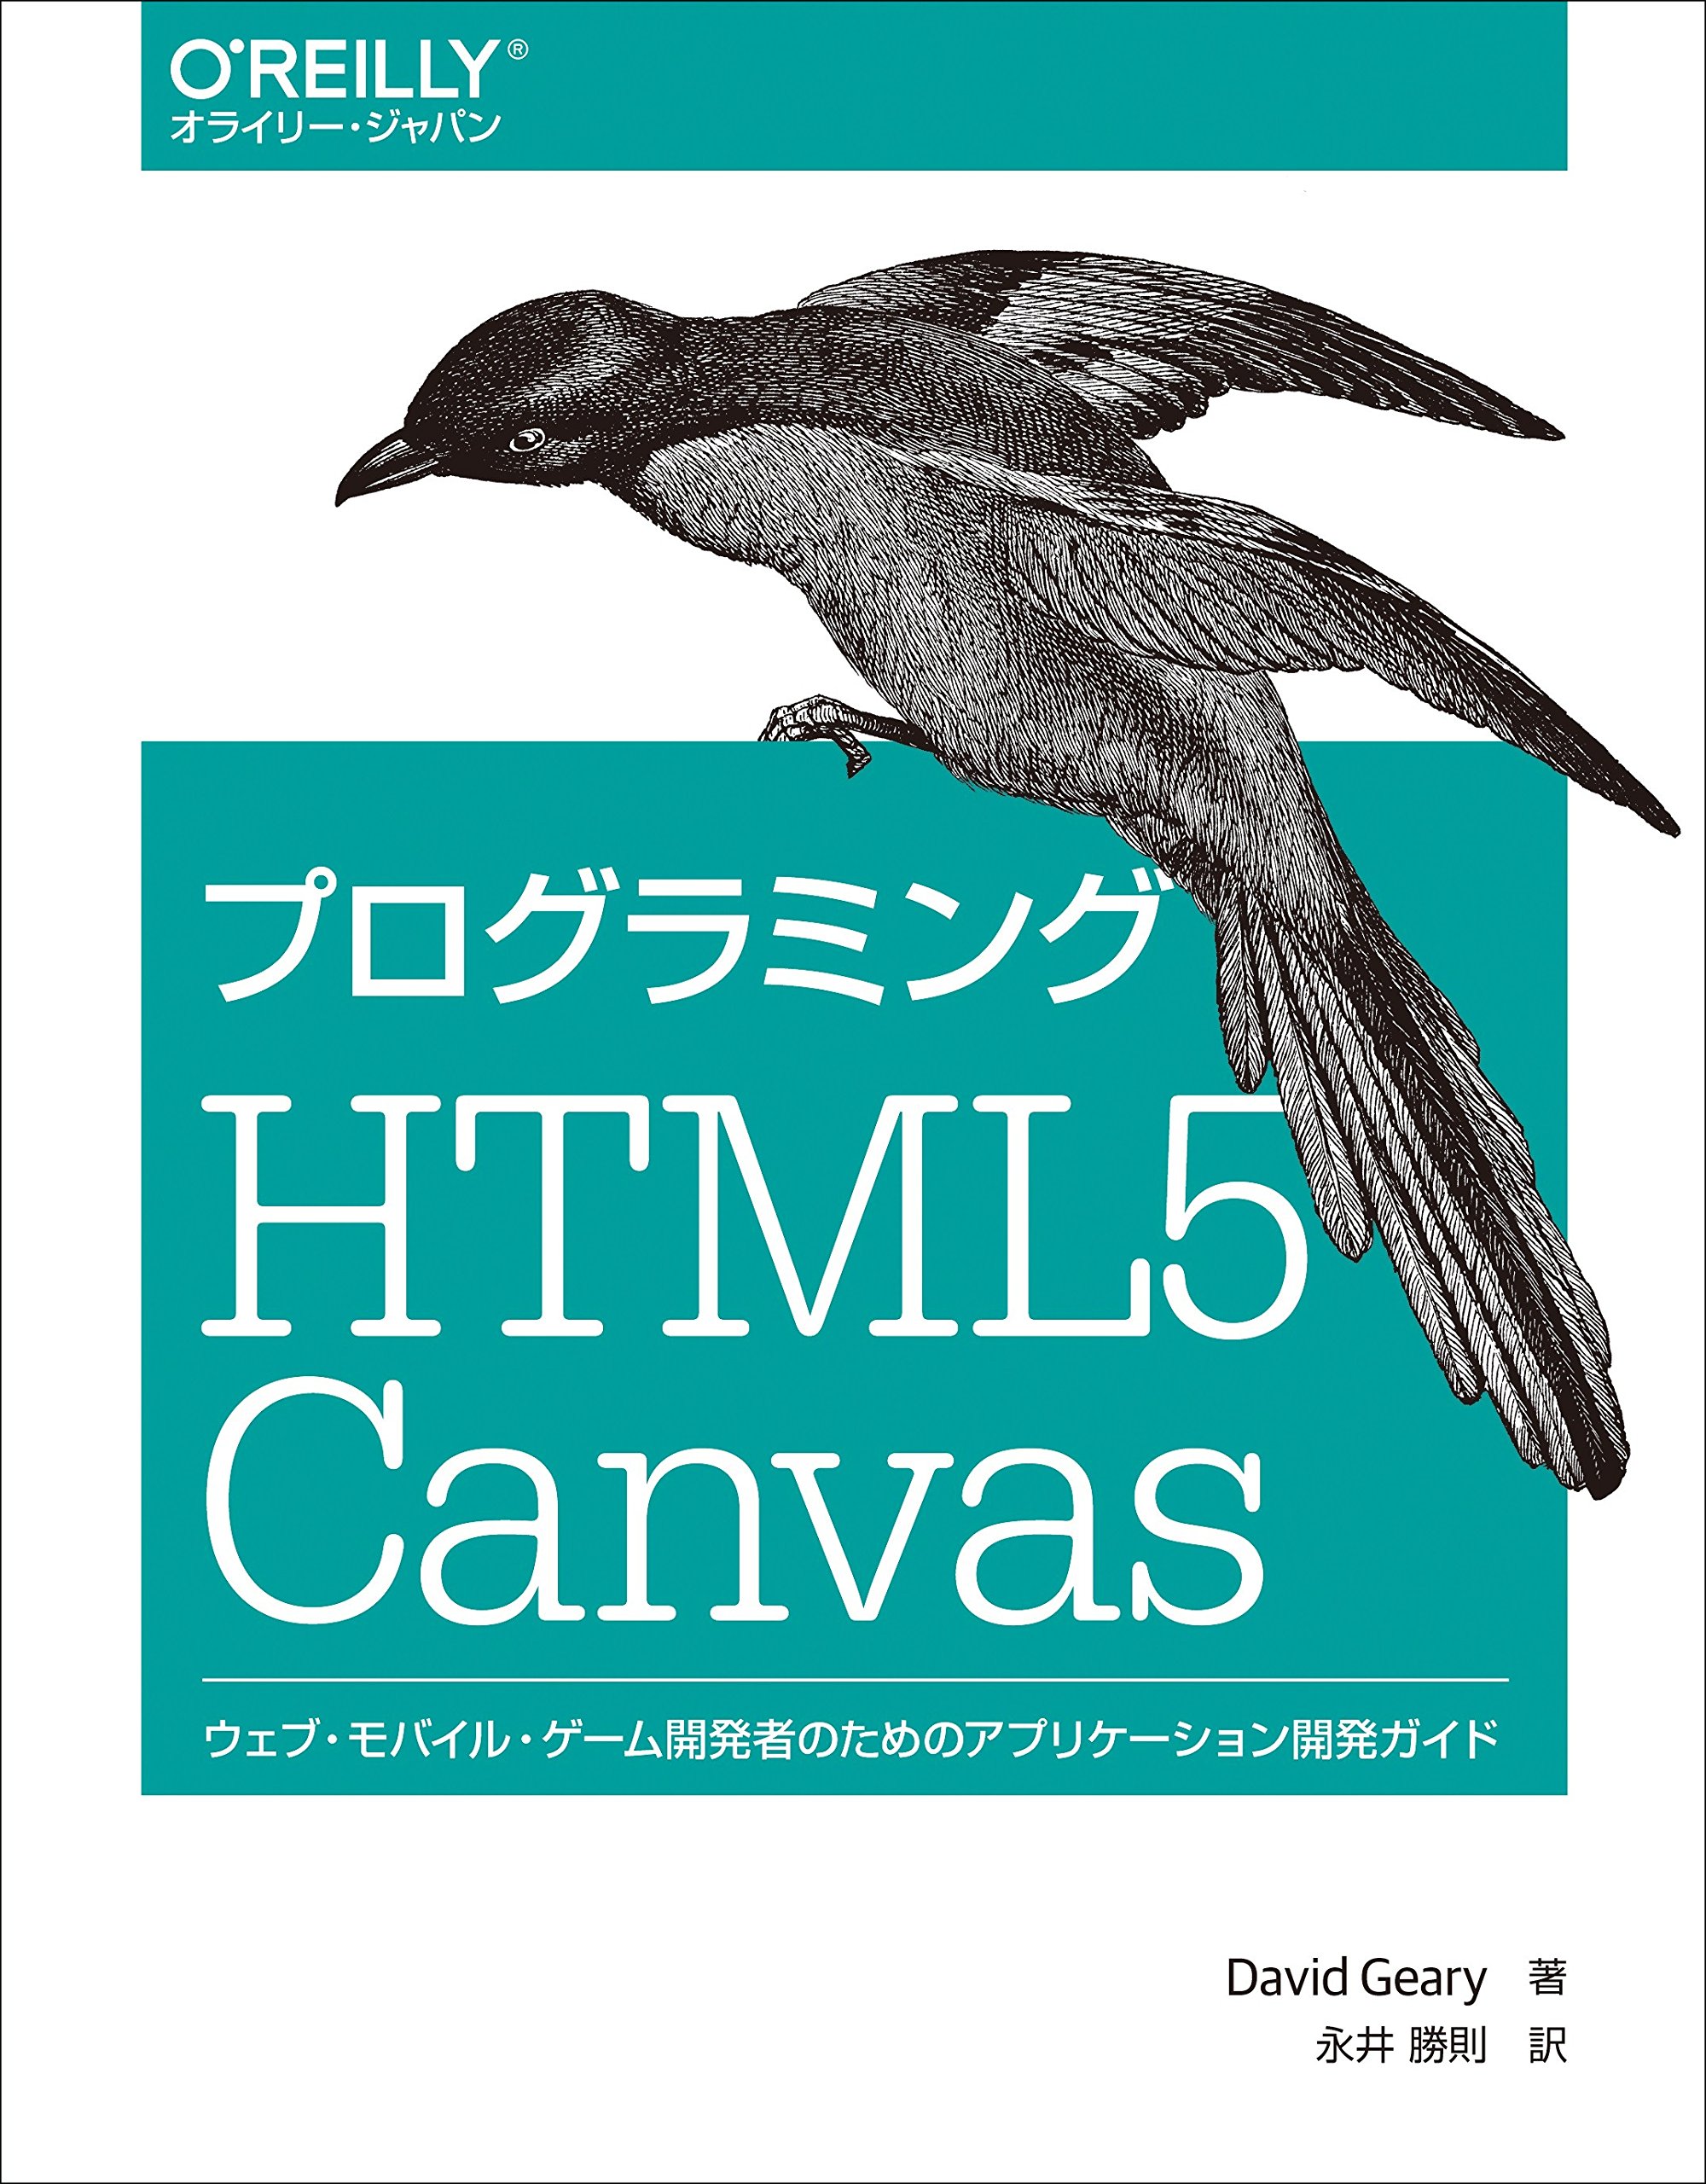 O'REILLY®
オライリー・ジャパン
プログラミング
HTML5
Canvas
ウェブ・モバイル・ゲーム開発者のためのアプリケーション開発ガイド
David Geary 著
永井 勝則 訳